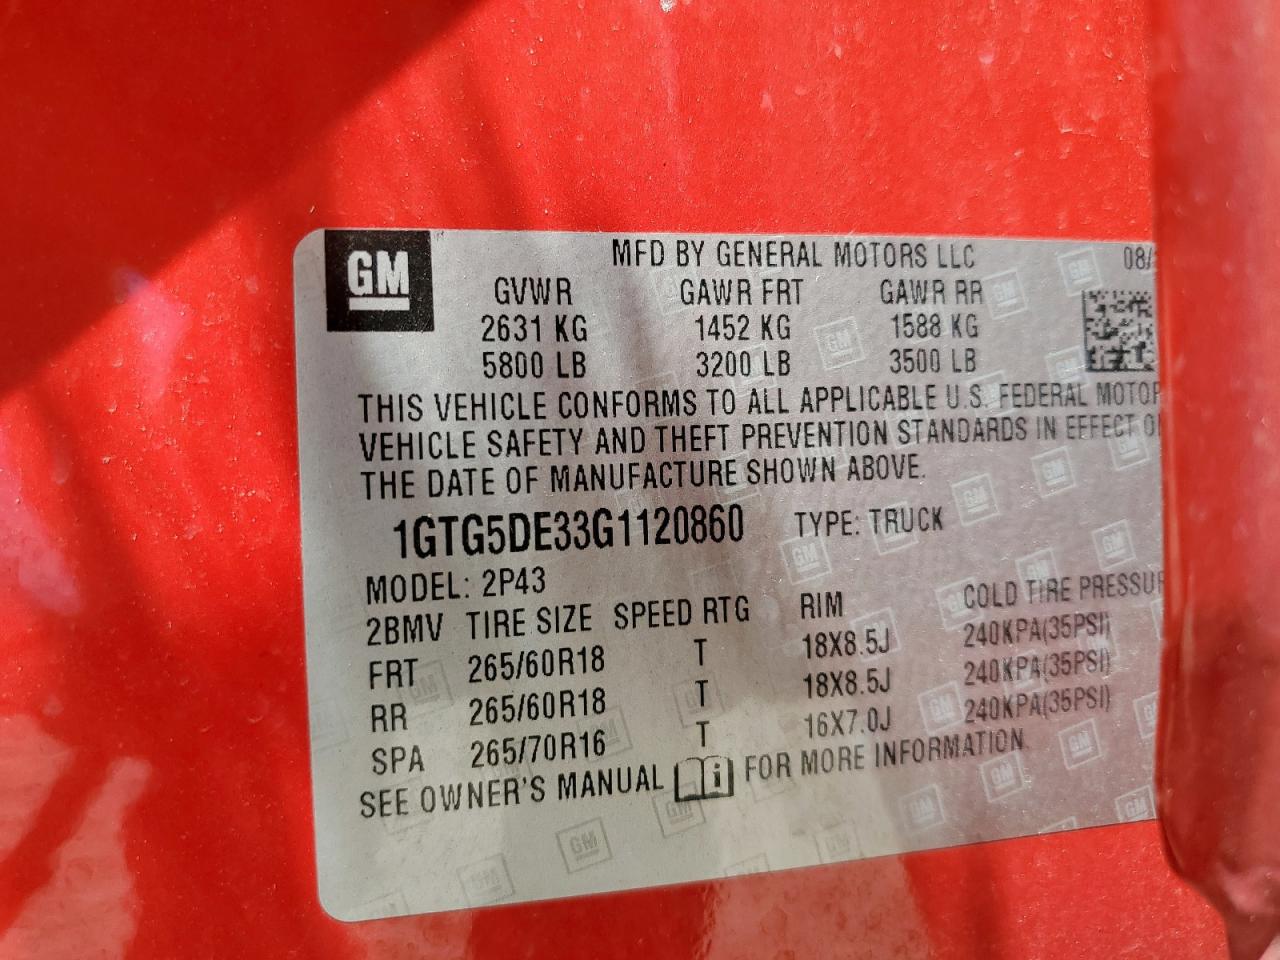 GM
MFD BY GENERAL MOTORS LLC 08/
GVWR GAWR FRT GAWR RR
2631 KG 1452 KG 1588 KG
5800 LB 3200 LB 3500 LB
THIS VEHICLE CONFORMS TO ALL APPLICABLE U.S. FEDERAL MOTOR
VEHICLE SAFETY AND THEFT PREVENTION STANDARDS IN EFFECT
THE DATE OF MANUFACTURE SHOWN ABOVE.
1GTG5DE33G1120860 TYPE: TRUCK
MODEL: 2P43
2BMV TIRE SIZE SPEED RTG RIM COLD TIRE PRESSUR
FRT 265/60R18 T 18X8.5J 240KPA(35PSI)
RR 265/60R18 T 18X8.5J 240KPA(35PSI)
SPA 265/70R16 T 16X7.0J 240KPA(35PSI)
SEE OWNER'S MANUAL FOR MORE INFORMATION.